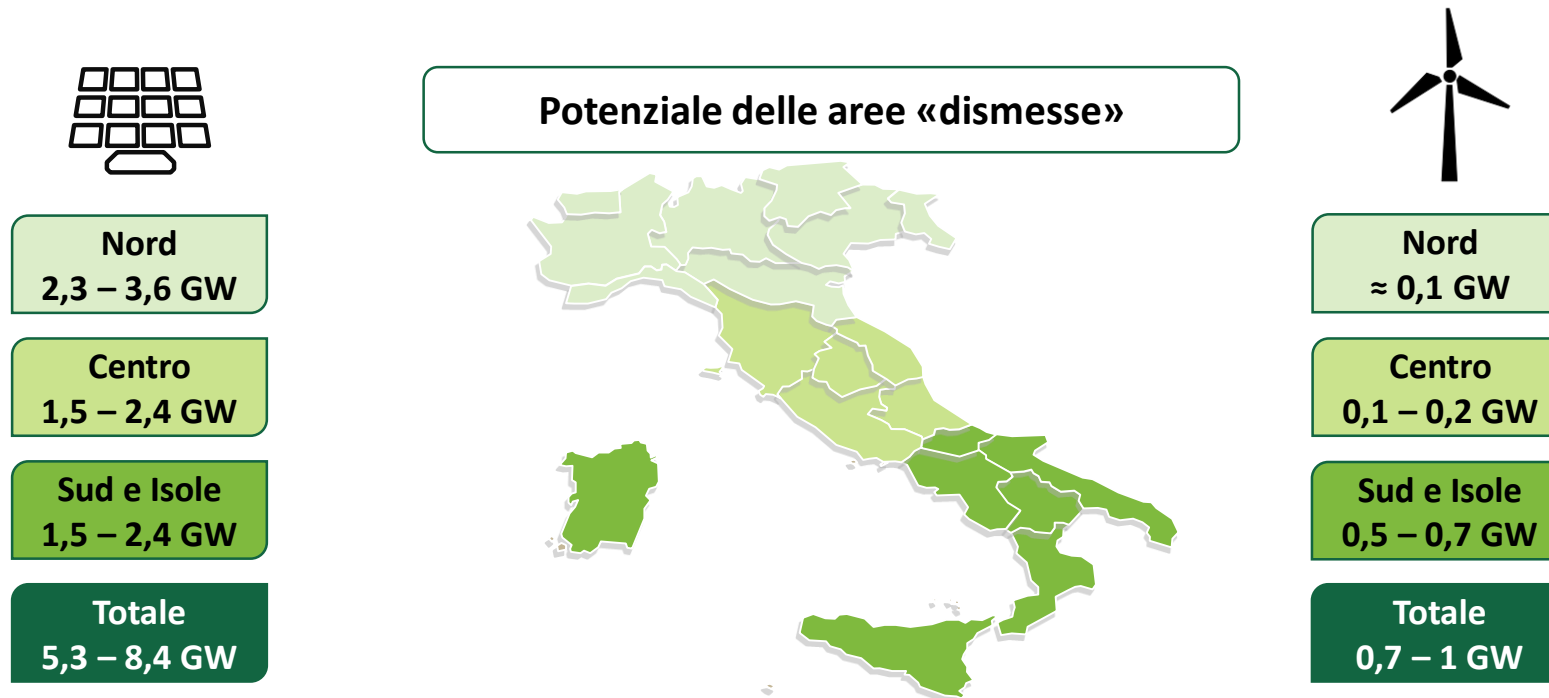 Potenziale delle aree «dismesse»
Nord
2,3 – 3,6 GW
Centro
1,5 – 2,4 GW
Sud e Isole
1,5 – 2,4 GW
Totale
5,3 – 8,4 GW
Nord
≈ 0,1 GW
Centro
0,1 – 0,2 GW
Sud e Isole
0,5 – 0,7 GW
Totale
0,7 – 1 GW